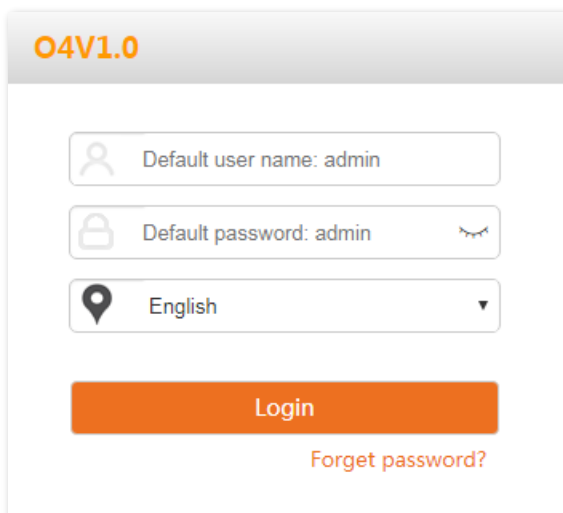 O4V1.0
Default user name: admin
Default password: admin
English
Login
Forget password?